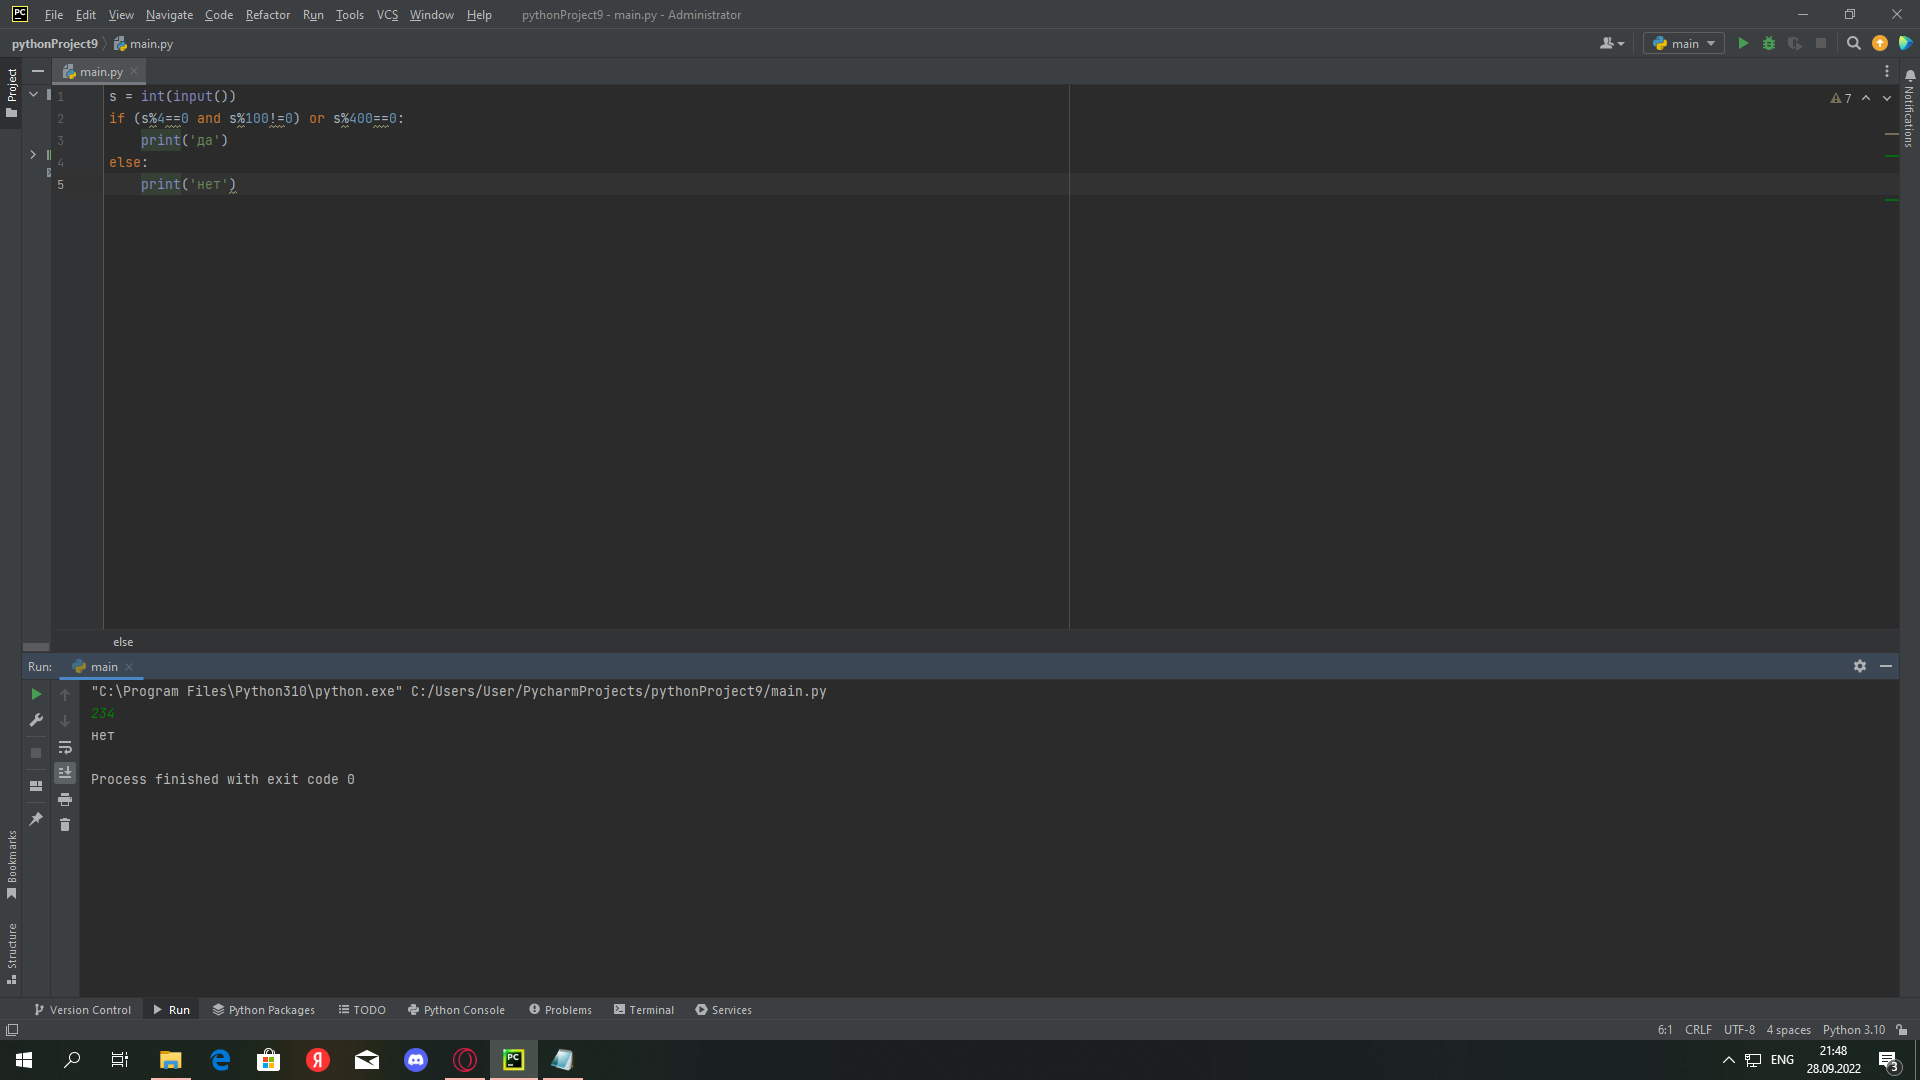 PC File Edit View Navigate Code Refactor Run Tools VCS Window Help pythonProject9 - main.py - Administrator
pythonProject9 main.py main
Project
main.py
7
Notifications
1 s = int(input())
2 if (s%4==0 and s%100!=0) or s%400==0:
3 print('да')
4 else:
5 print('нет')
else
Run: main
"C:\Program Files\Python310\python.exe" C:/Users/User/PycharmProjects/pythonProject9/main.py
234
нет
Process finished with exit code 0
Bookmarks
Structure
Version Control Run Python Packages TODO Python Console Problems Terminal Services
6:1 CRLF UTF-8 4 spaces Python 3.10
Я PC ENG 21:48
28.09.2022 3